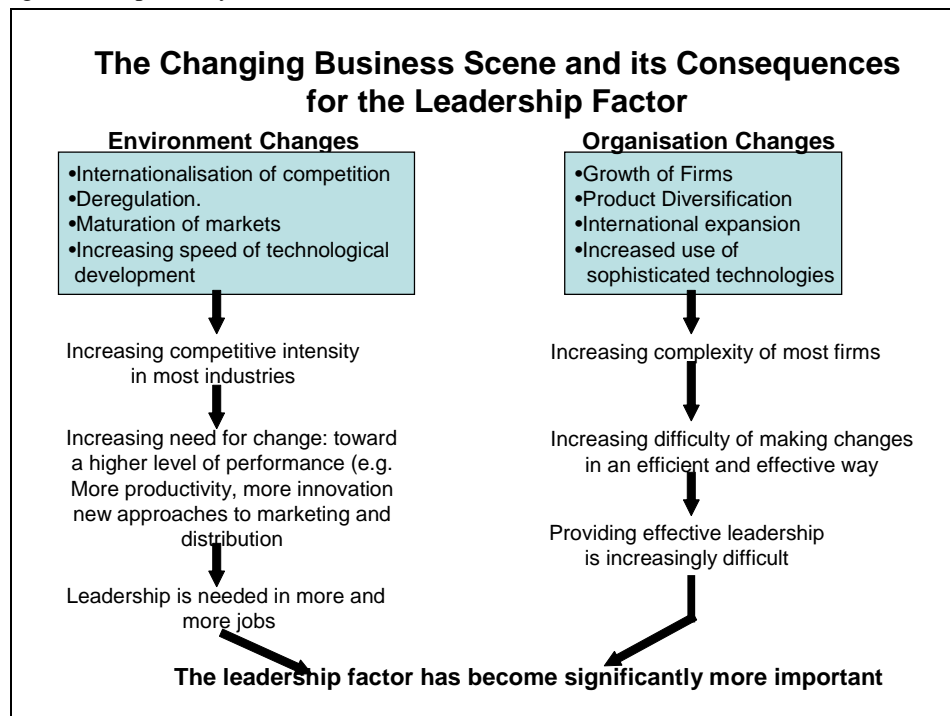 The Changing Business Scene and its Consequences
for the Leadership Factor
Environment Changes
•Internationalisation of competition
•Deregulation.
•Maturation of markets
•Increasing speed of technological
development
Increasing competitive intensity
in most industries
Increasing need for change: toward
a higher level of performance (e.g.
More productivity, more innovation
new approaches to marketing and
distribution
Leadership is needed in more and
more jobs
Organisation Changes
•Growth of Firms
•Product Diversification
•International expansion
•Increased use of
sophisticated technologies
Increasing complexity of most firms
Increasing difficulty of making changes
in an efficient and effective way
Providing effective leadership
is increasingly difficult
The leadership factor has become significantly more important